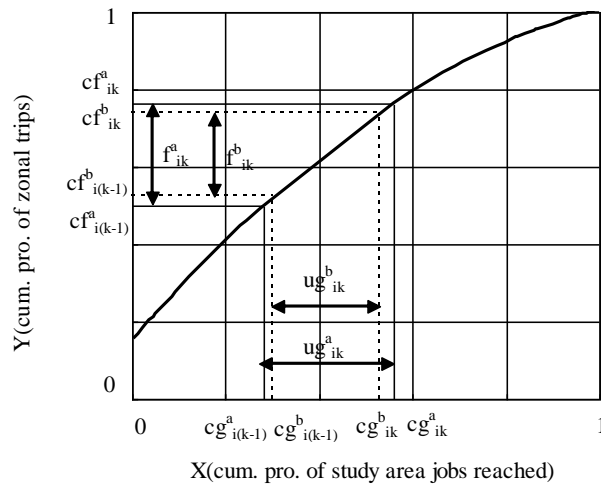 1
cf^a_ik
cf^b_ik
f^a_ik
f^b_ik
cf^b_i(k-1)
cf^a_i(k-1)
ug^b_ik
ug^a_ik
0
0
cg^a_i(k-1)
cg^b_i(k-1)
cg^b_ik
cg^a_ik
1
Y(cum. pro. of zonal trips)
X(cum. pro. of study area jobs reached)